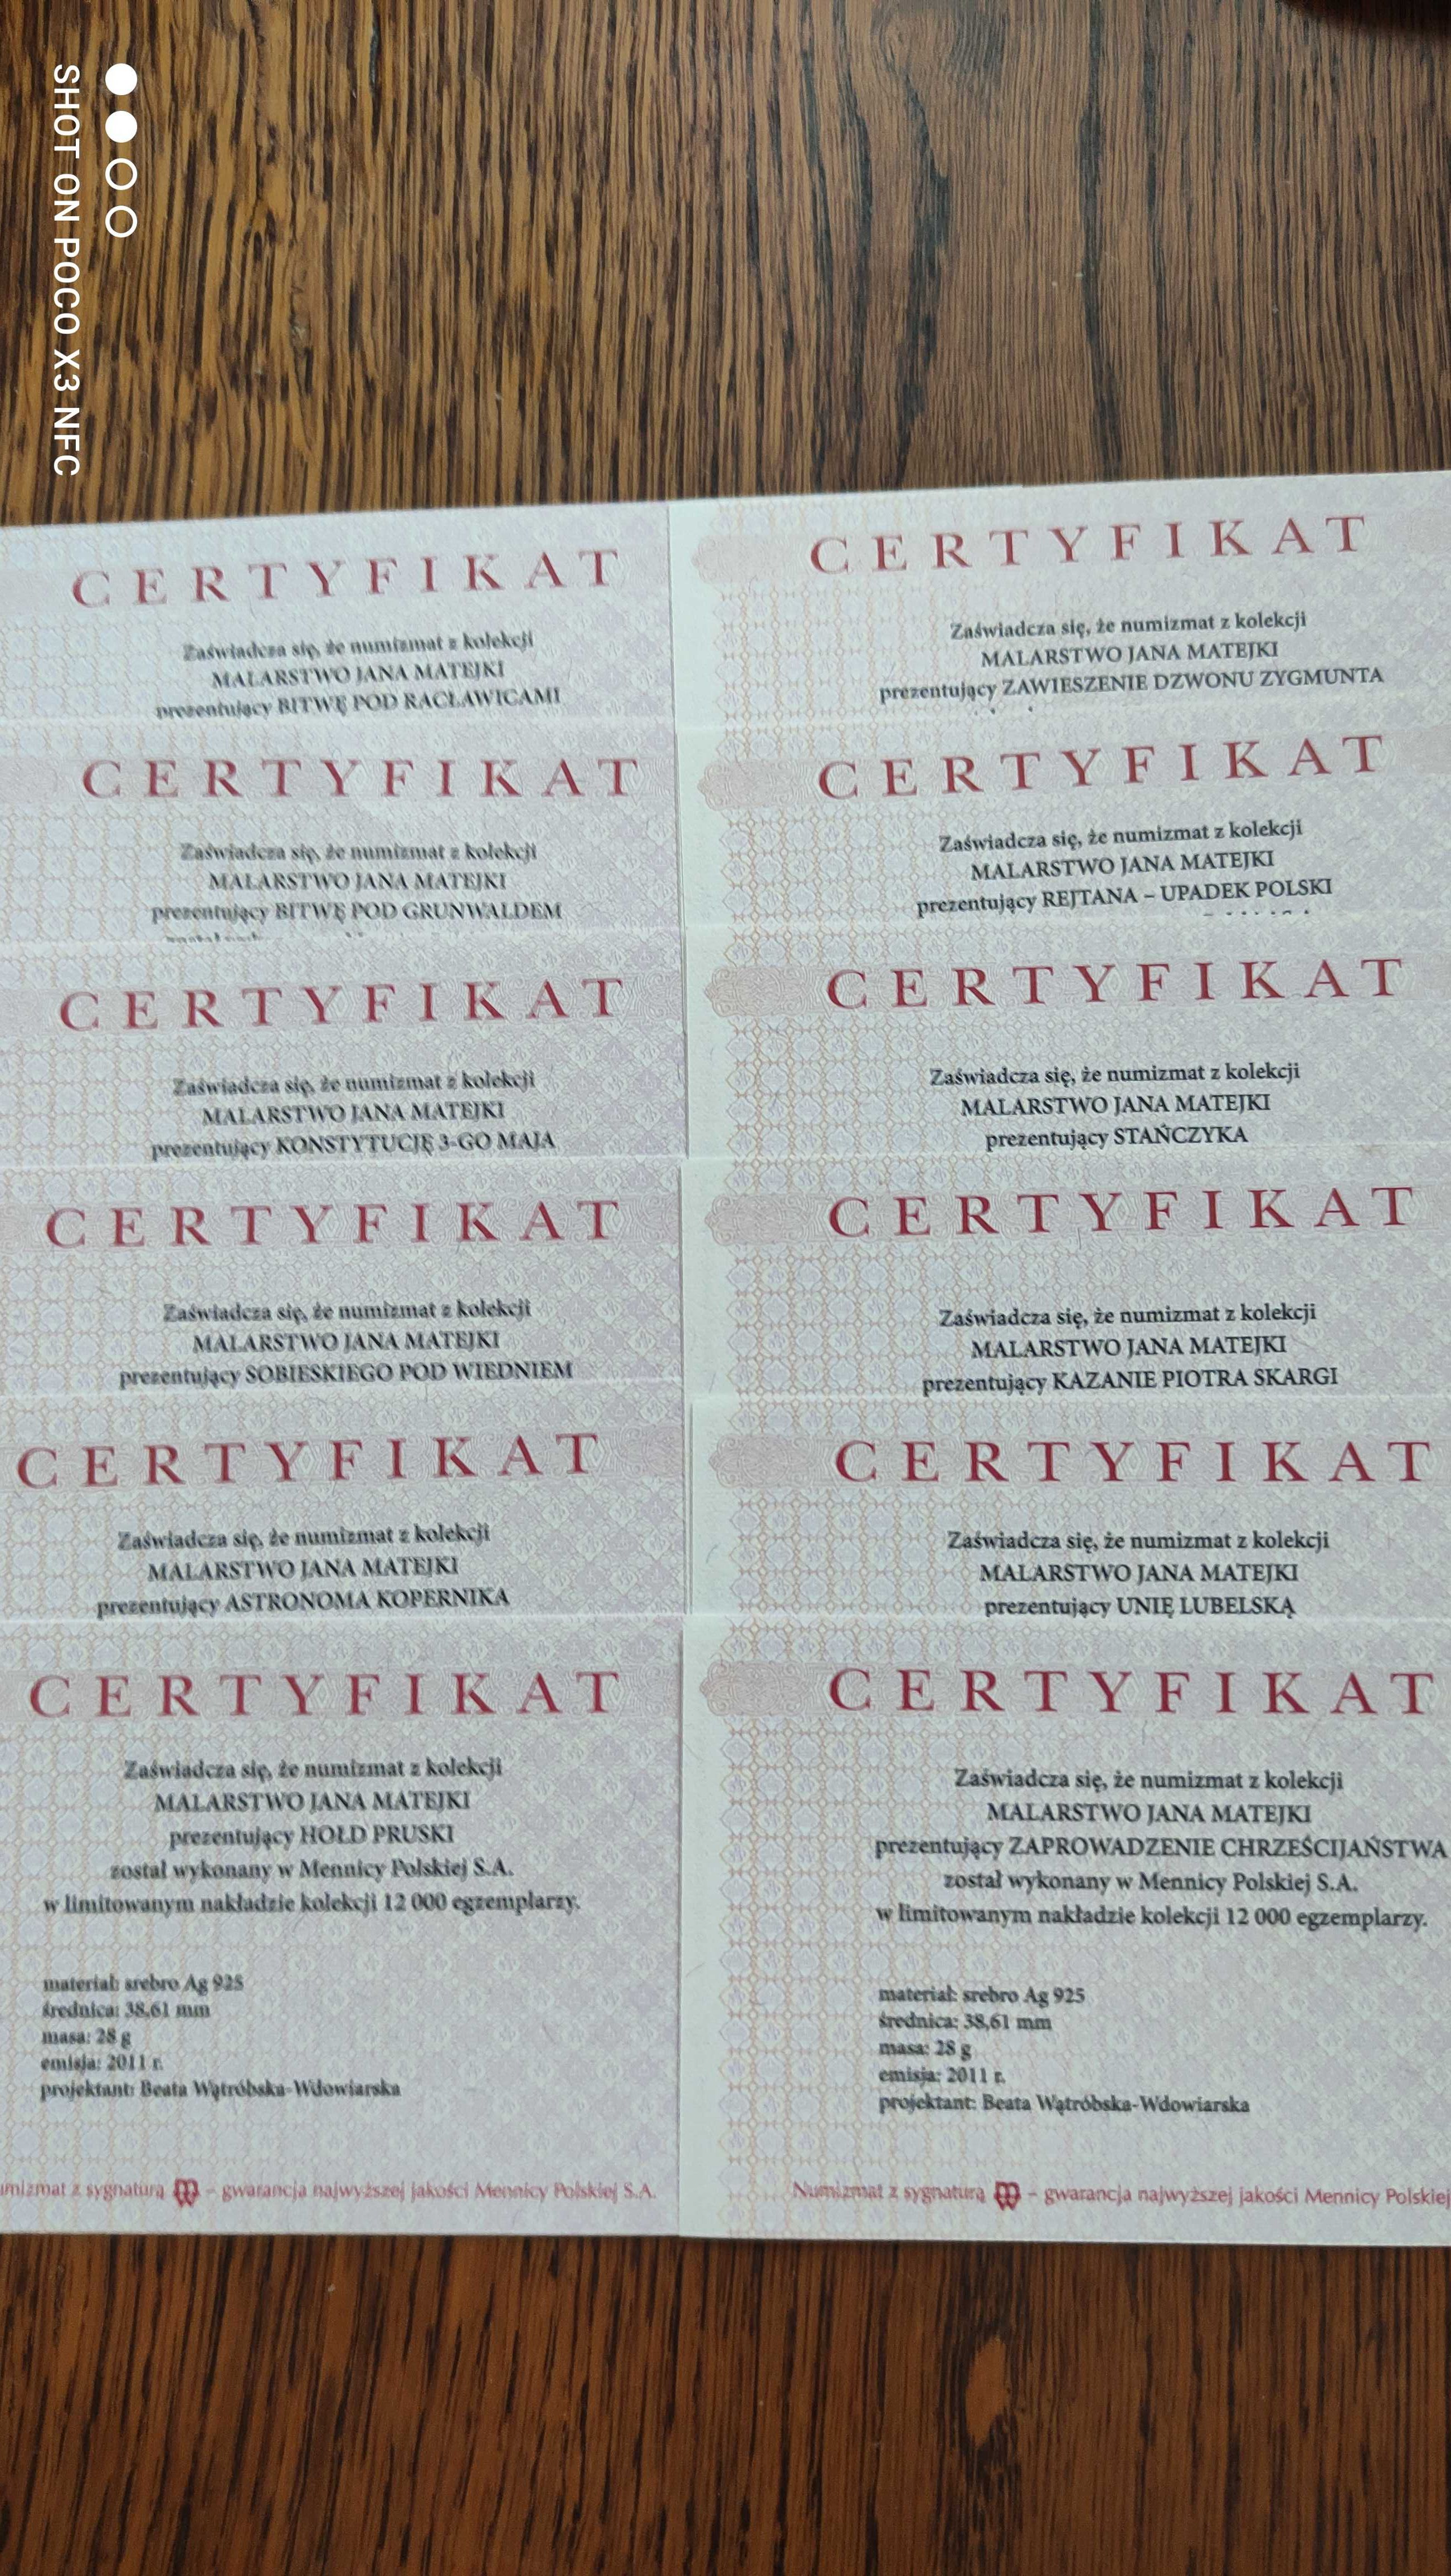 SHOT ON POCO X3 NFC
CERTYFIKAT
Zaświadcza się, że numizmat z kolekcji
MALARSTWO JANA MATEJKI
prezentujący BITWĘ POD RACŁAWICAMI
CERTYFIKAT
Zaświadcza się, że numizmat z kolekcji
MALARSTWO JANA MATEJKI
prezentujący BITWĘ POD GRUNWALDEM
CERTYFIKAT
Zaświadcza się, że numizmat z kolekcji
MALARSTWO JANA MATEJKI
prezentujący KONSTYTUCJĘ 3-GO MAJA
CERTYFIKAT
Zaświadcza się, że numizmat z kolekcji
MALARSTWO JANA MATEJKI
prezentujący SOBIESKIEGO POD WIEDNIEM
CERTYFIKAT
Zaświadcza się, że numizmat z kolekcji
MALARSTWO JANA MATEJKI
prezentujący ASTRONOMA KOPERNIKA
CERTYFIKAT
Zaświadcza się, że numizmat z kolekcji
MALARSTWO JANA MATEJKI
prezentujący HOŁD PRUSKI
został wykonany w Mennicy Polskiej S.A.
w limitowanym nakładzie kolekcji 12 000 egzemplarzy.
materiał: srebro Ag 925
średnica: 38,61 mm
masa: 28 g
emisja: 2011 r.
projektant: Beata Wątróbska-Wdowiarska
umizmat z sygnaturą – gwarancja najwyższej jakości Mennicy Polskiej S.A.
CERTYFIKAT
Zaświadcza się, że numizmat z kolekcji
MALARSTWO JANA MATEJKI
prezentujący ZAWIESZENIE DZWONU ZYGMUNTA
CERTYFIKAT
Zaświadcza się, że numizmat z kolekcji
MALARSTWO JANA MATEJKI
prezentujący REJTANA – UPADEK POLSKI
CERTYFIKAT
Zaświadcza się, że numizmat z kolekcji
MALARSTWO JANA MATEJKI
prezentujący STAŃCZYKA
CERTYFIKAT
Zaświadcza się, że numizmat z kolekcji
MALARSTWO JANA MATEJKI
prezentujący KAZANIE PIOTRA SKARGI
CERTYFIKAT
Zaświadcza się, że numizmat z kolekcji
MALARSTWO JANA MATEJKI
prezentujący UNIĘ LUBELSKĄ
CERTYFIKAT
Zaświadcza się, że numizmat z kolekcji
MALARSTWO JANA MATEJKI
prezentujący ZAPROWADZENIE CHRZEŚCIJAŃSTWA
został wykonany w Mennicy Polskiej S.A.
w limitowanym nakładzie kolekcji 12 000 egzemplarzy.
materiał: srebro Ag 925
średnica: 38,61 mm
masa: 28 g
emisja: 2011 r.
projektant: Beata Wątróbska-Wdowiarska
Numizmat z sygnaturą – gwarancja najwyższej jakości Mennicy Polskiej